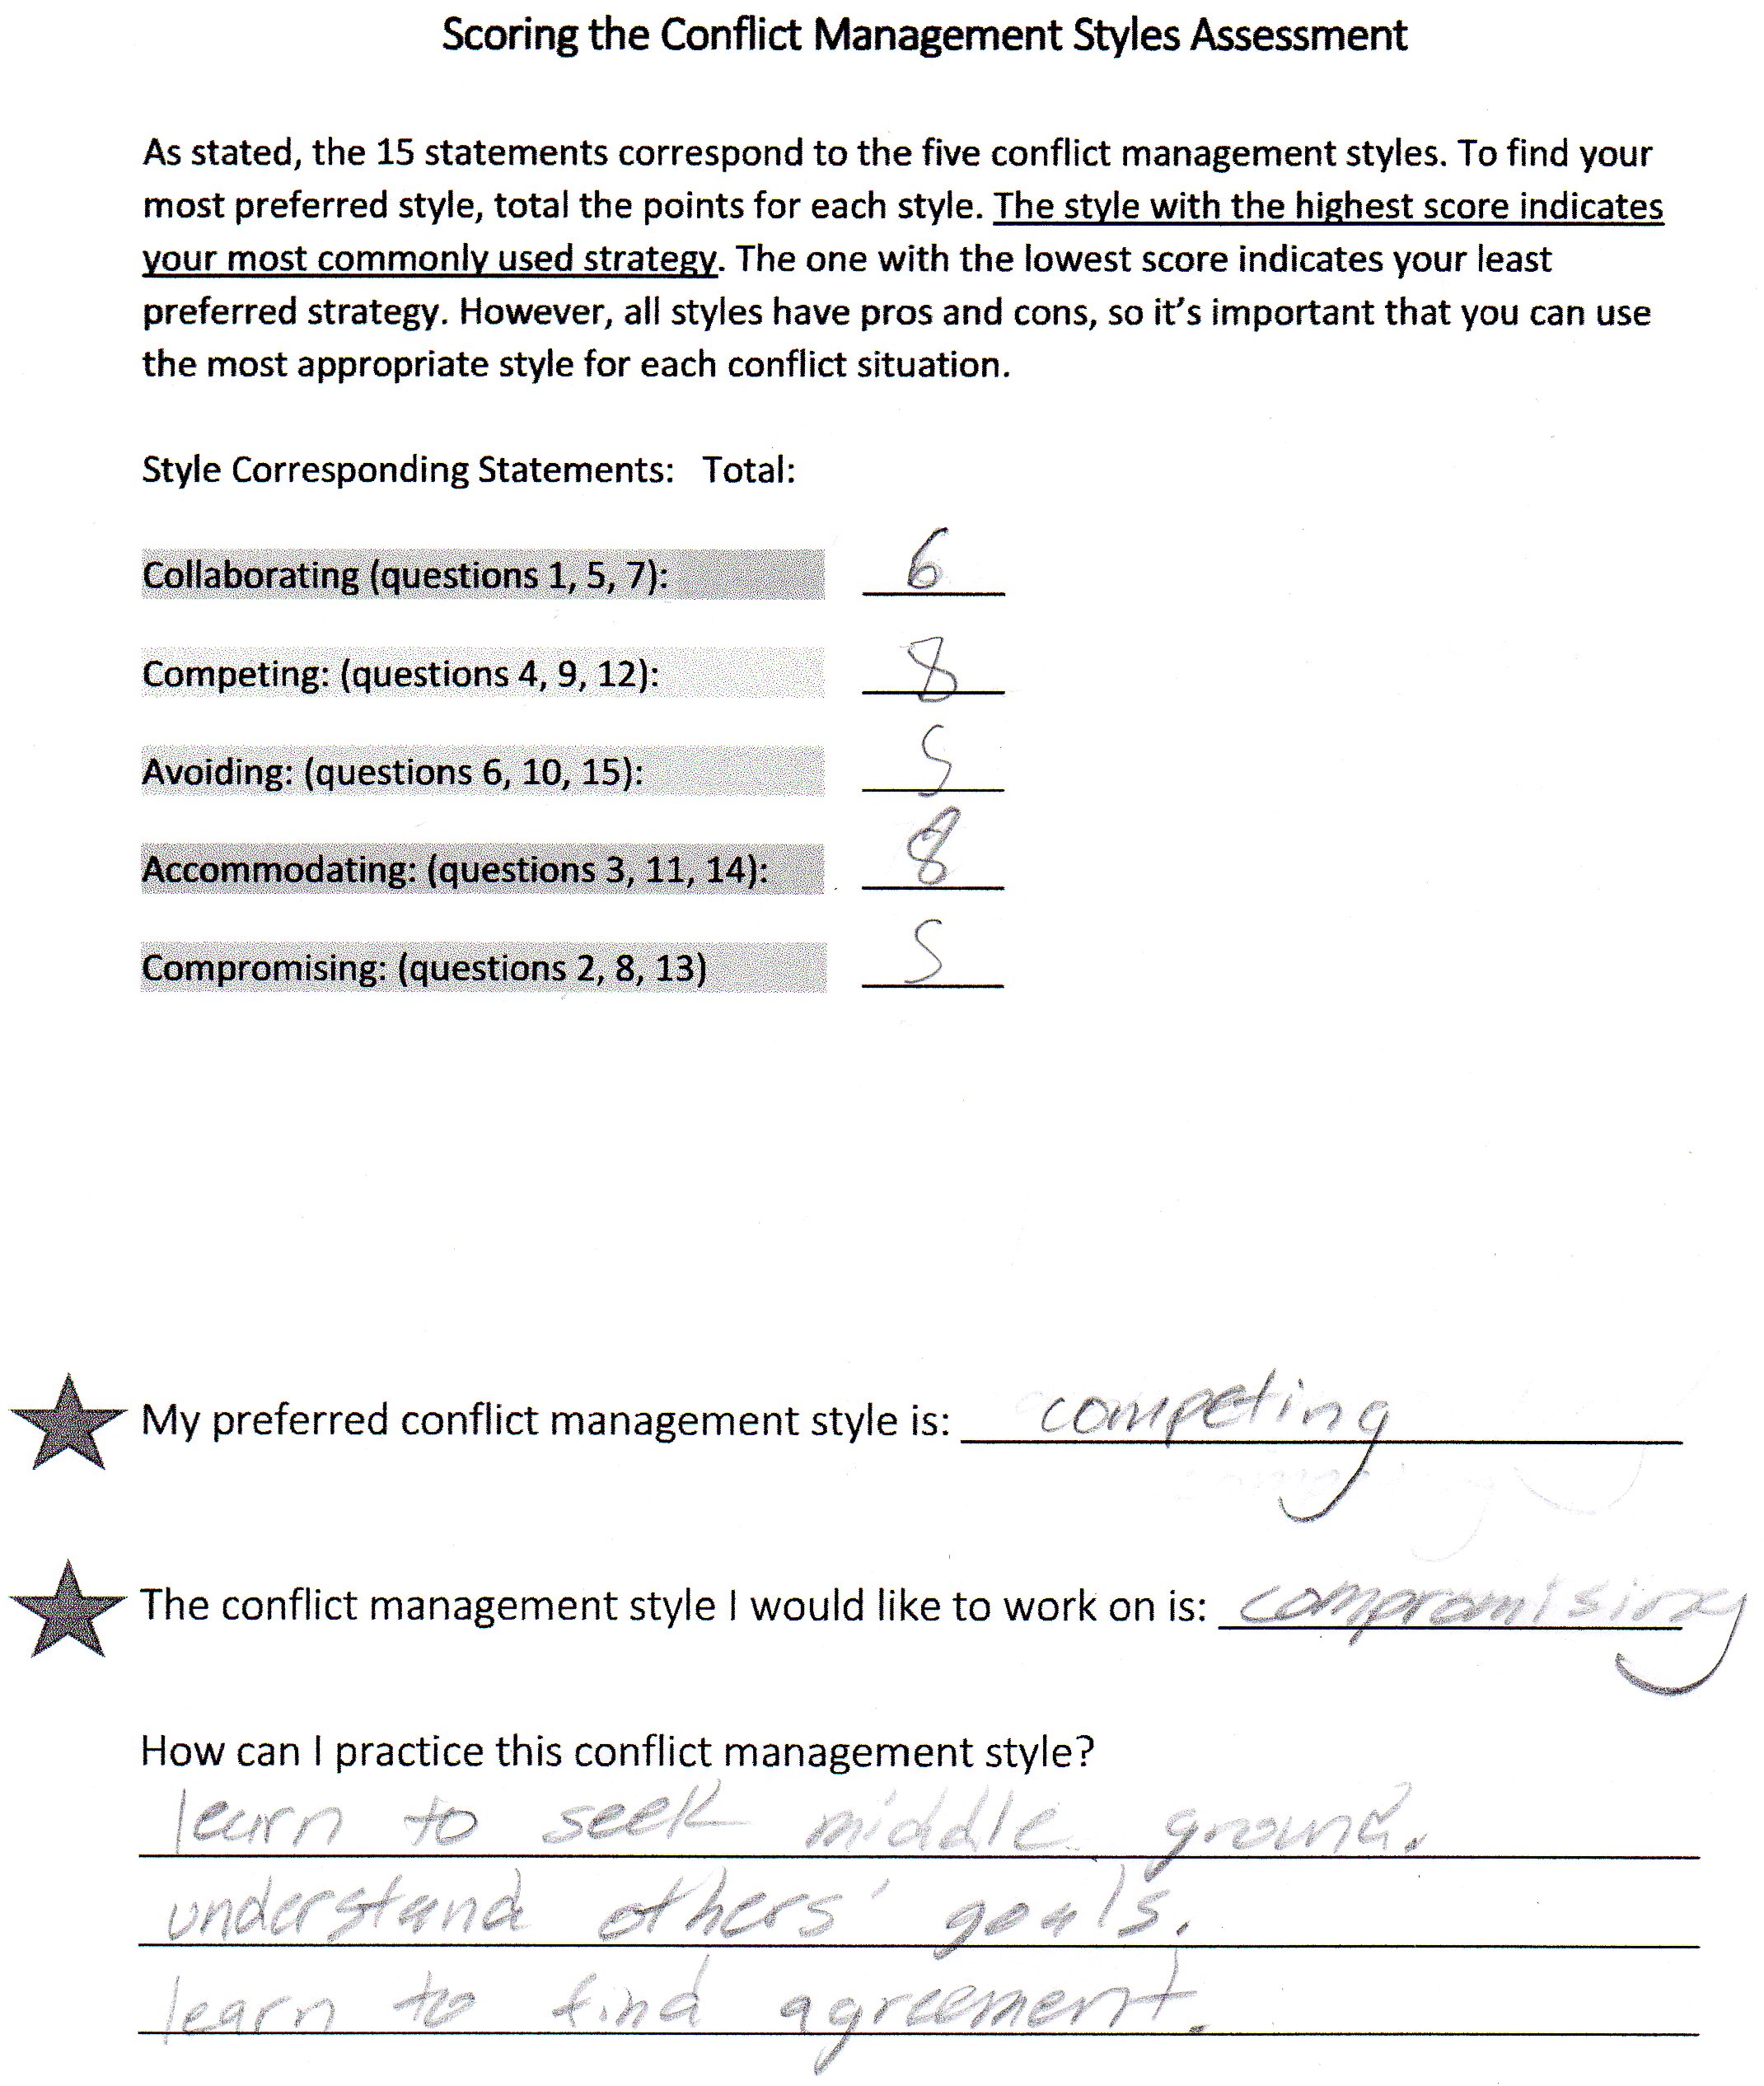 Scoring the Conflict Management Styles Assessment
As stated, the 15 statements correspond to the five conflict management styles. To find your
most preferred style, total the points for each style. The style with the highest score indicates
your most commonly used strategy. The one with the lowest score indicates your least
preferred strategy. However, all styles have pros and cons, so it's important that you can use
the most appropriate style for each conflict situation.
Style Corresponding Statements: Total:
Collaborating (questions 1, 5, 7): 6
Competing: (questions 4, 9, 12): 8
Avoiding: (questions 6, 10, 15): 5
Accommodating: (questions 3, 11, 14): 8
Compromising: (questions 2, 8, 13) 5
My preferred conflict management style is: competing
The conflict management style I would like to work on is: compromising
How can I practice this conflict management style?
learn to seek middle ground.
understand others' goals.
learn to find agreement.